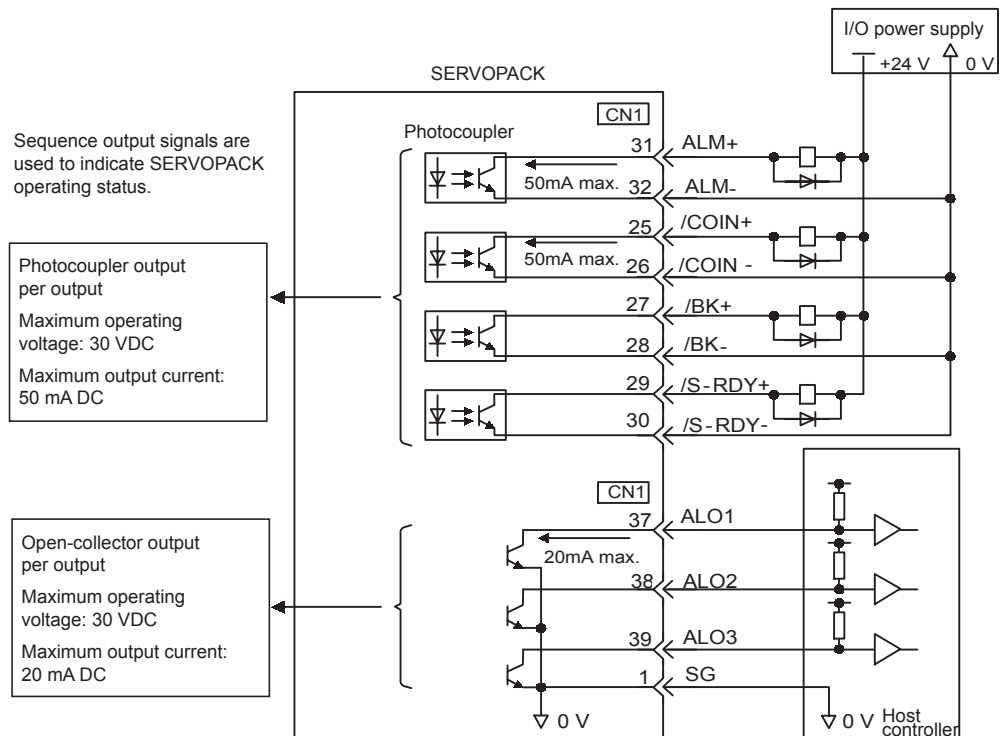 I/O power supply
+24 V
0 V
SERVOPACK
CN1
Photocoupler
Sequence output signals are
used to indicate SERVOPACK
operating status.
31
ALM+
50mA max.
32
ALM-
25
/COIN+
50mA max.
26
/COIN -
27
/BK+
28
/BK-
29
/S-RDY+
30
/S-RDY-
Photocoupler output
per output
Maximum operating
voltage: 30 VDC
Maximum output current:
50 mA DC
CN1
37
ALO1
20mA max.
38
ALO2
39
ALO3
1
SG
0 V
0 V
Host
controller
Open-collector output
per output
Maximum operating
voltage: 30 VDC
Maximum output current:
20 mA DC